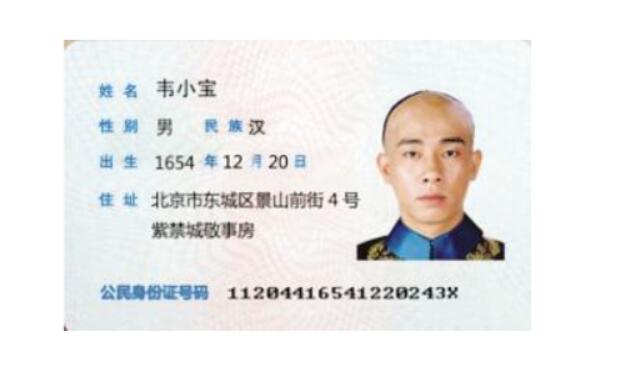 姓名 韦小宝
性别 男 民族 汉
出生 1654 年 12 月 20 日
住址 北京市东城区景山前街 4 号
紫禁城敬事房
公民身份证号码 11204416541220243X